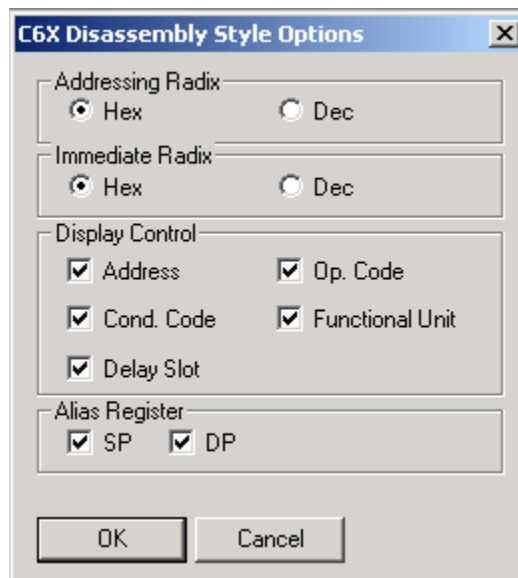 C6X Disassembly Style Options
Addressing Radix
Hex Dec
Immediate Radix
Hex Dec
Display Control
Address Op. Code
Cond. Code Functional Unit
Delay Slot
Alias Register
SP DP
OK Cancel